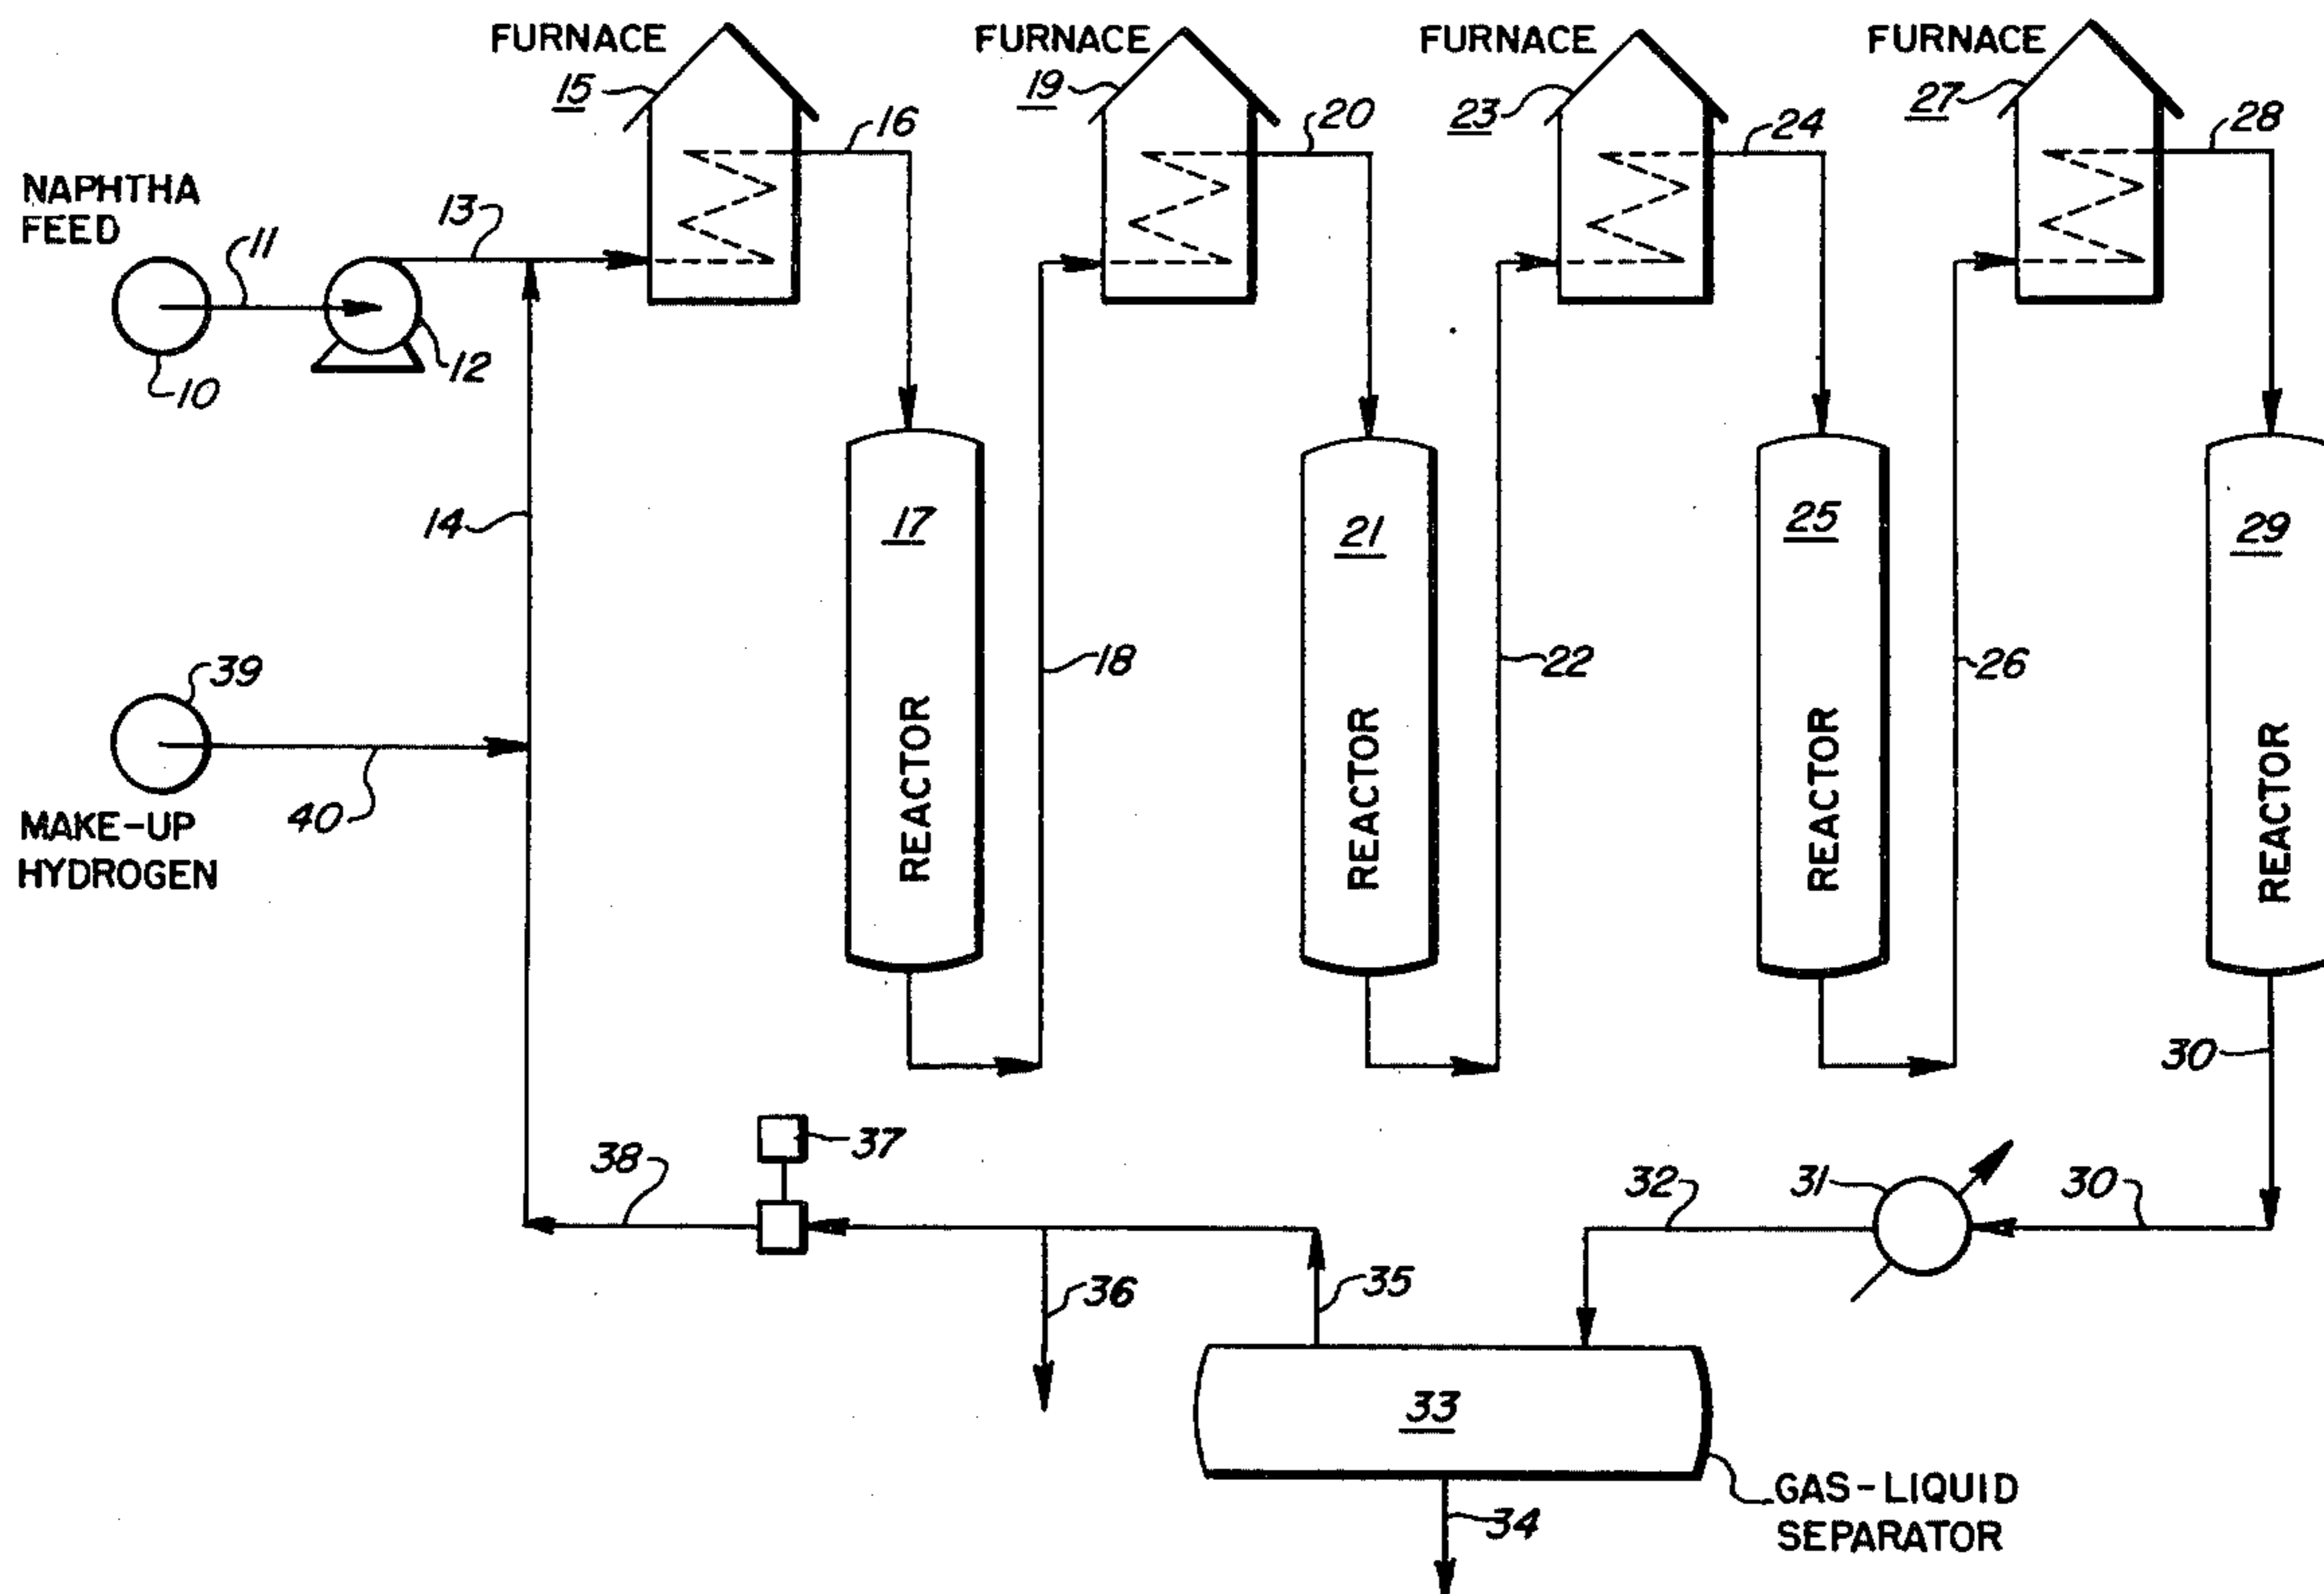 FURNACE
15
FURNACE
19
FURNACE
23
FURNACE
27
16
20
24
28
NAPHTHA
FEED
11
13
12
10
14
17
21
25
29
39
18
22
26
REACTOR
REACTOR
REACTOR
REACTOR
40
MAKE-UP
HYDROGEN
30
38
37
32
31
30
36
35
33
34
GAS-LIQUID
SEPARATOR